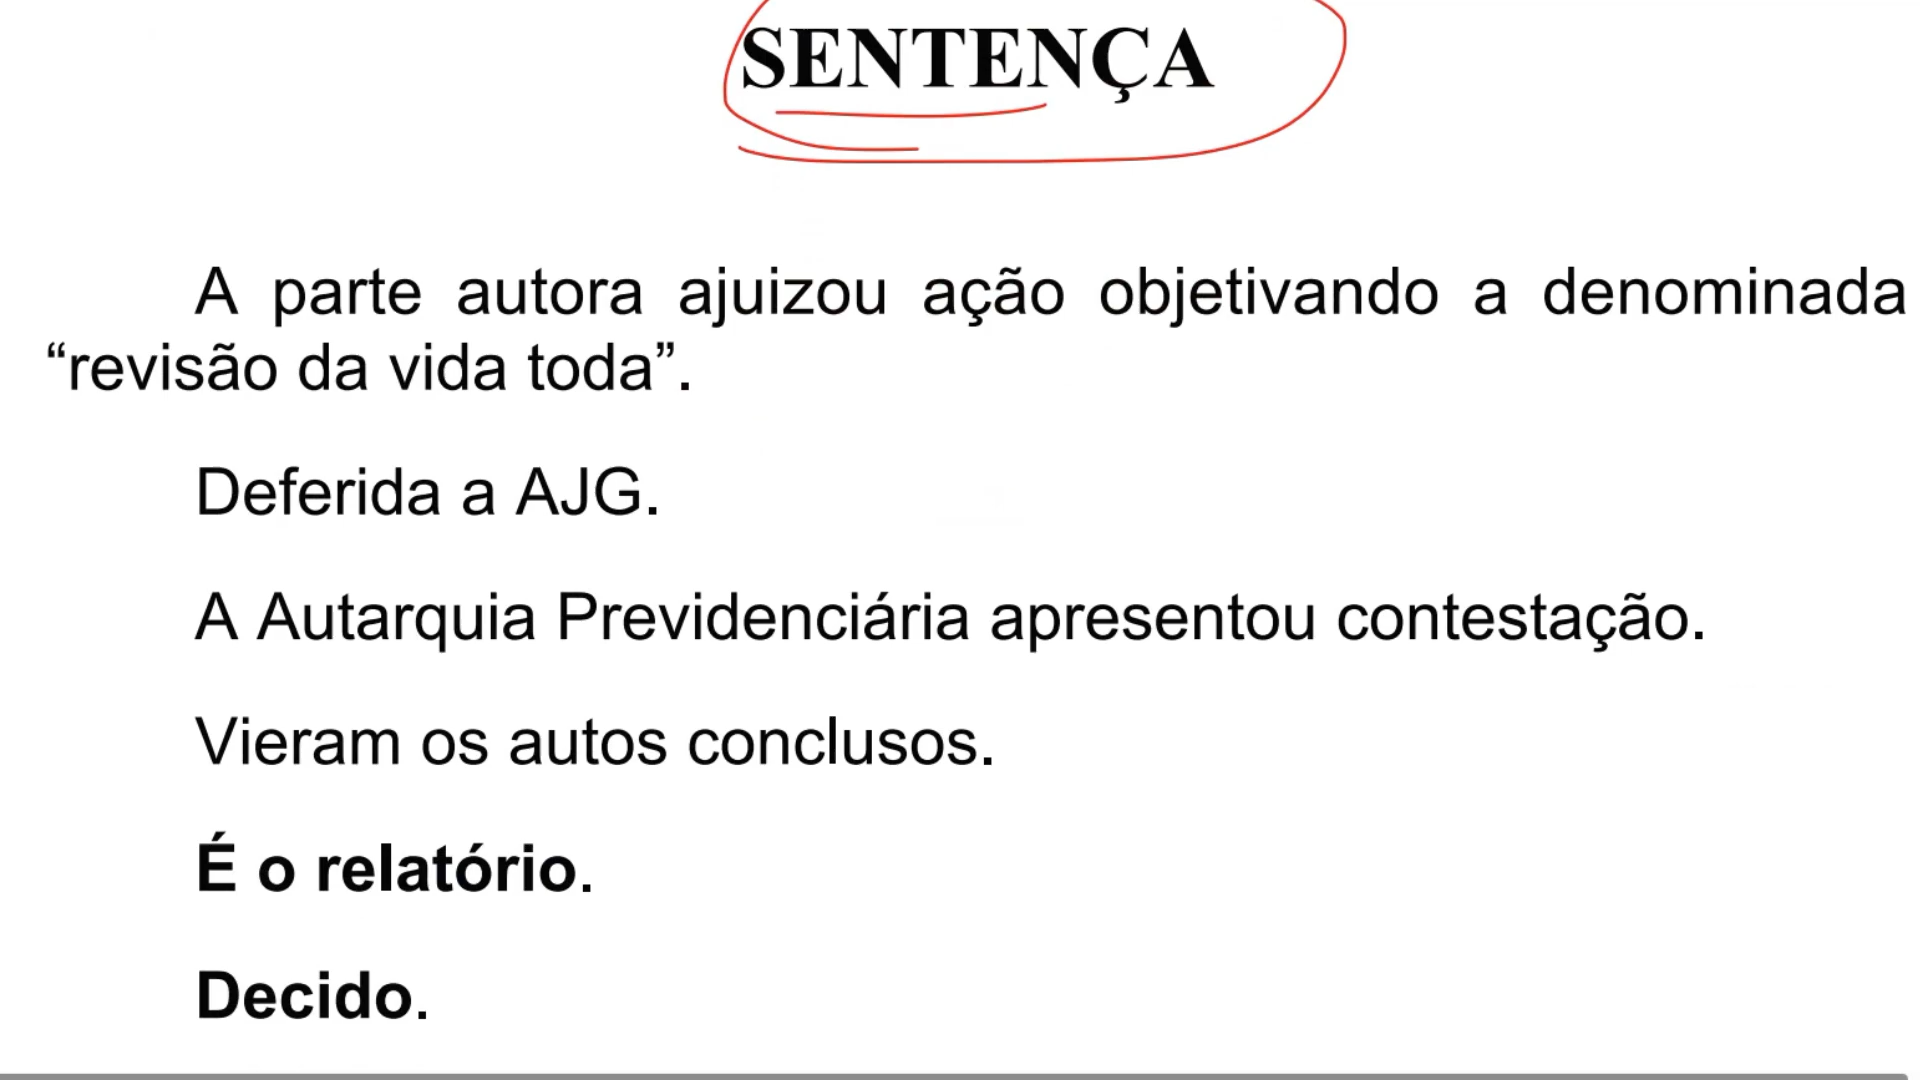 SENTENÇA
A parte autora ajuizou ação objetivando a denominada
“revisão da vida toda”.
Deferida a AJG.
A Autarquia Previdenciária apresentou contestação.
Vieram os autos conclusos.
É o relatório.
Decido.